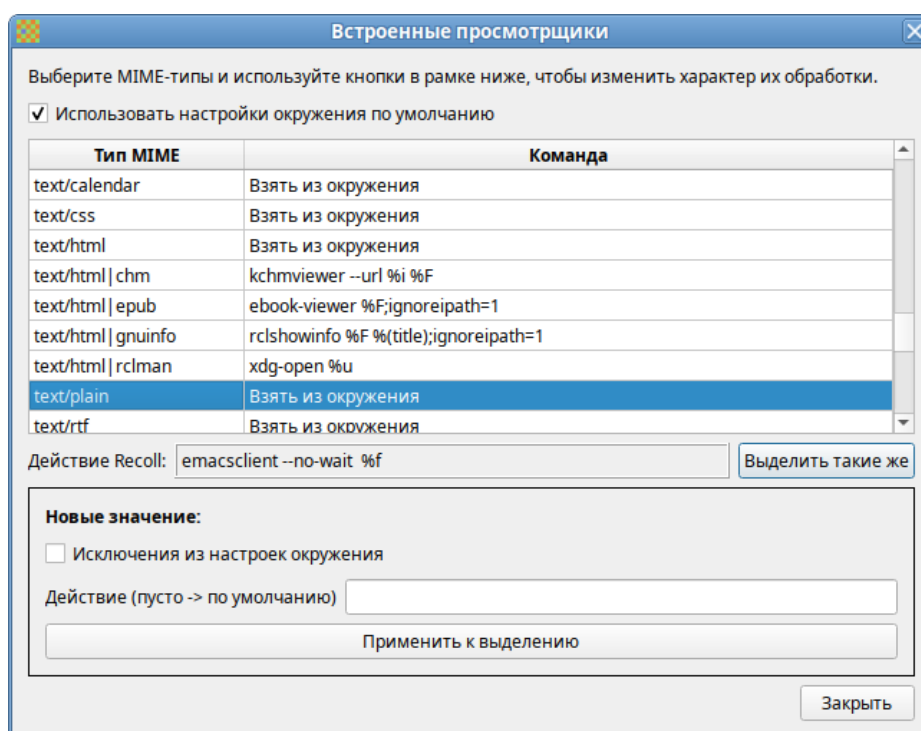 Встроенные просмотрщики
Выберите MIME-типы и используйте кнопки в рамке ниже, чтобы изменить характер их обработки.
Использовать настройки окружения по умолчанию
Тип MIME Команда
text/calendar Взять из окружения
text/css Взять из окружения
text/html Взять из окружения
text/html|chm kchmviewer --url %i %F
text/html|epub ebook-viewer %F;ignoreipath=1
text/html|gnuinfo rclshowinfo %F %(title);ignoreipath=1
text/html|rclman xdg-open %u
text/plain Взять из окружения
text/rtf Взять из окружения
Действие Recoll: emacsclient --no-wait %f Выделить такие же
Новые значение:
Исключения из настроек окружения
Действие (пусто -> по умолчанию)
Применить к выделению
Закрыть